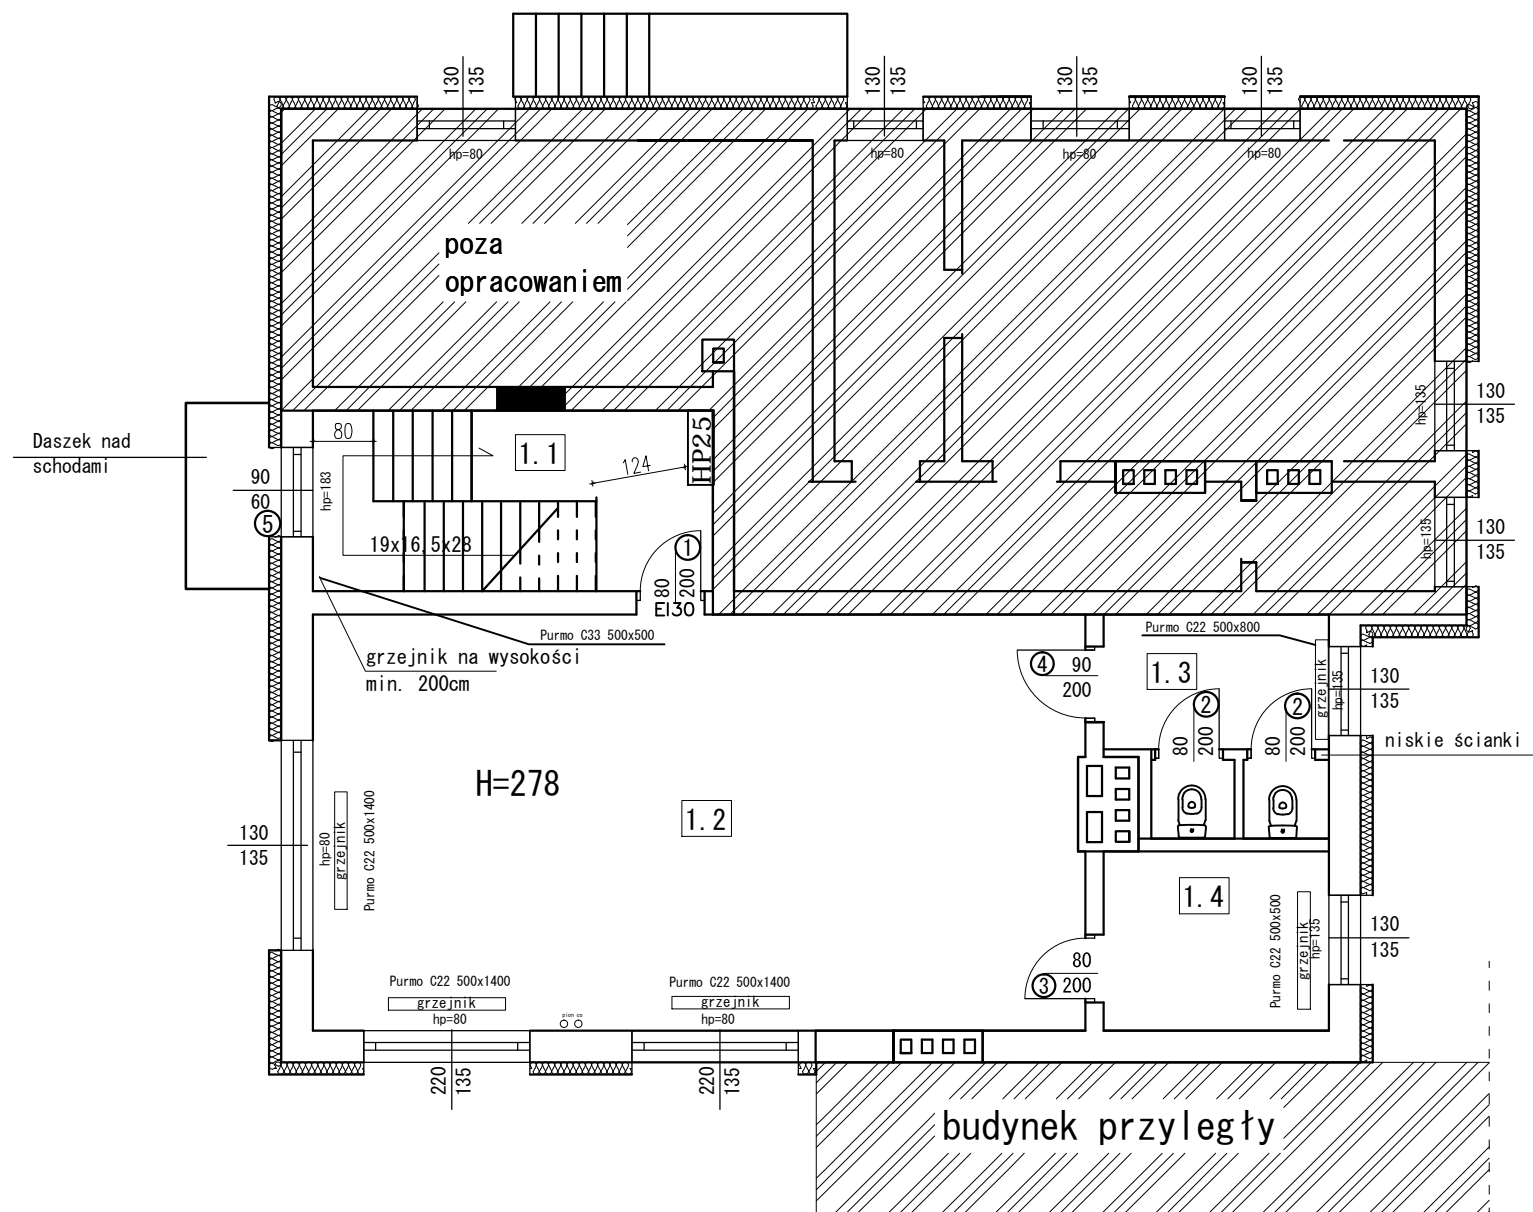 130
135
130
135
130
135
130
135
hp=80
hp=80
hp=80
hp=80
poza
opracowaniem
Daszek nad
schodami
80
1.1
124
HP25
90
60
5
hp=183
19x16,5x28
1
80
200
EI30
hp=135
130
135
hp=135
130
135
Purmo C33 500x500
grzejnik na wysokości
min. 200cm
Purmo C22 500x800
4
90
200
1.3
grzejnik
hp=135
130
135
2
80
200
2
80
200
niskie ścianki
H=278
1.2
130
135
hp=80
grzejnik
Purmo C22 500x1400
1.4
Purmo C22 500x500
grzejnik
hp=135
130
135
80
3
200
Purmo C22 500x1400
grzejnik
hp=80
pion co
Purmo C22 500x1400
grzejnik
hp=80
220
135
220
135
budynek przyległy